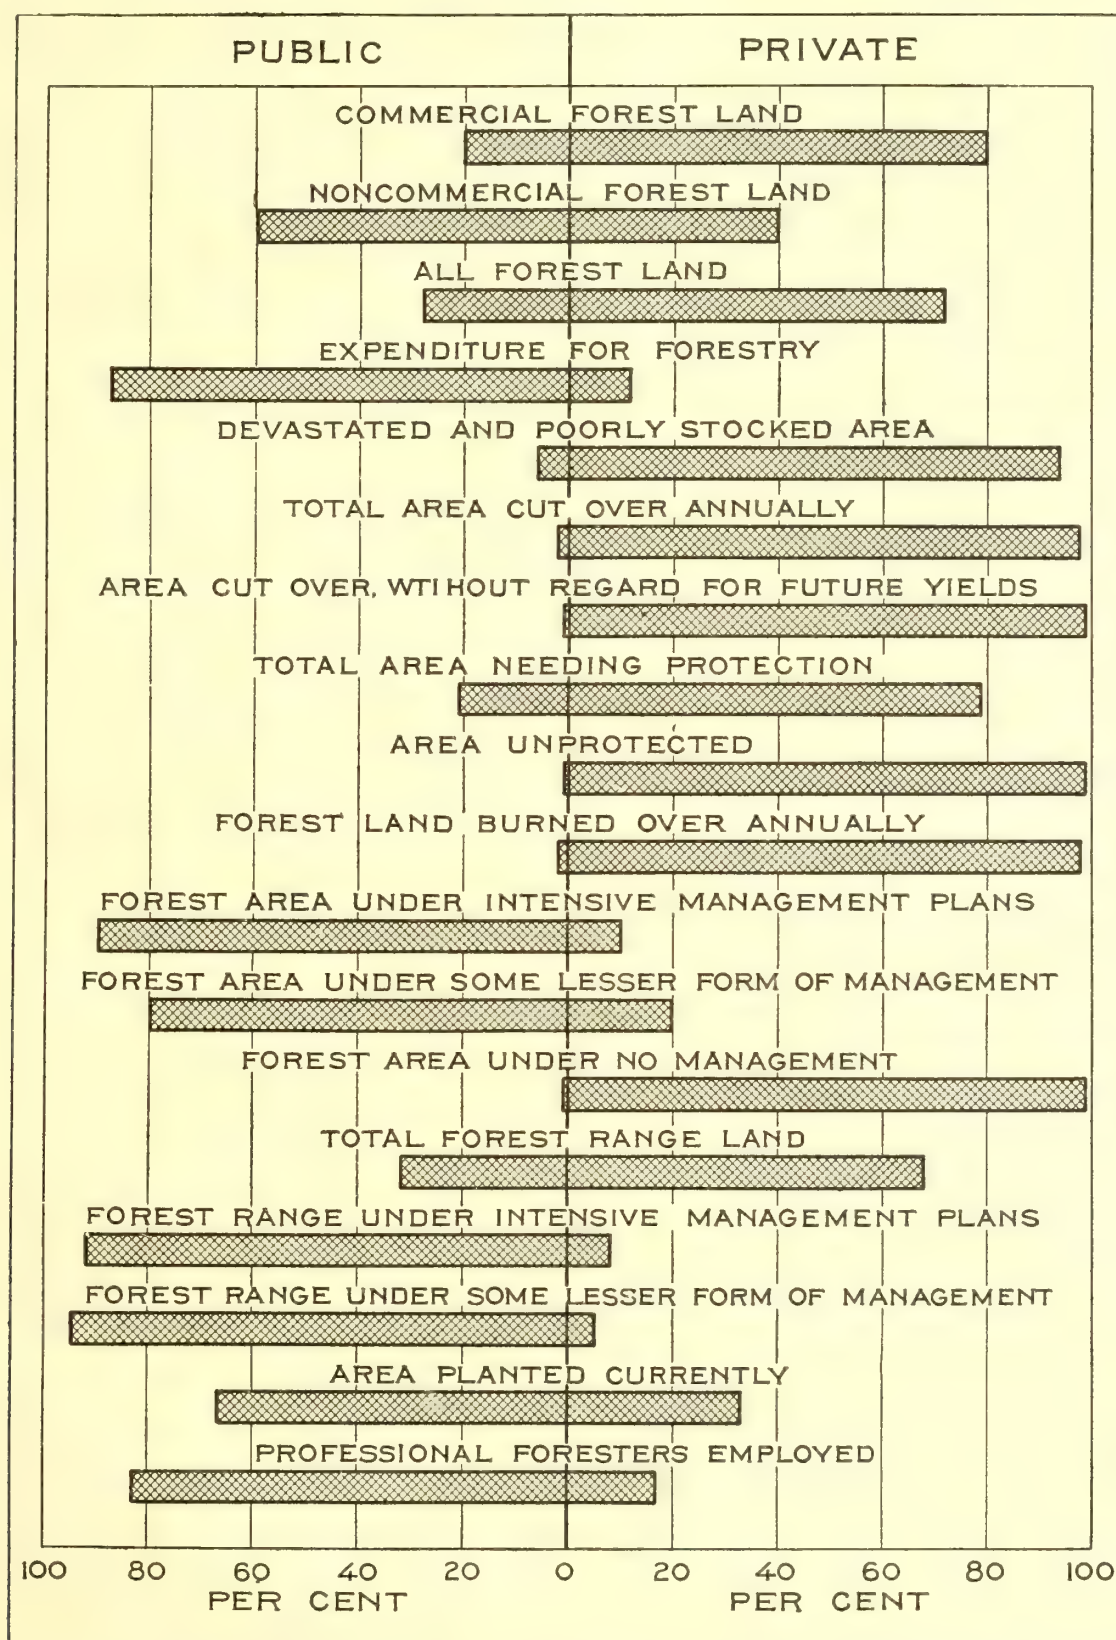 PUBLIC PRIVATE
COMMERCIAL FOREST LAND
NONCOMMERCIAL FOREST LAND
ALL FOREST LAND
EXPENDITURE FOR FORESTRY
DEVASTATED AND POORLY STOCKED AREA
TOTAL AREA CUT OVER ANNUALLY
AREA CUT OVER, WTIHOUT REGARD FOR FUTURE YIELDS
TOTAL AREA NEEDING PROTECTION
AREA UNPROTECTED
FOREST LAND BURNED OVER ANNUALLY
FOREST AREA UNDER INTENSIVE MANAGEMENT PLANS
FOREST AREA UNDER SOME LESSER FORM OF MANAGEMENT
FOREST AREA UNDER NO MANAGEMENT
TOTAL FOREST RANGE LAND
FOREST RANGE UNDER INTENSIVE MANAGEMENT PLANS
FOREST RANGE UNDER SOME LESSER FORM OF MANAGEMENT
AREA PLANTED CURRENTLY
PROFESSIONAL FORESTERS EMPLOYED
100 80 60 40 20 0 20 40 60 80 100
PER CENT PER CENT